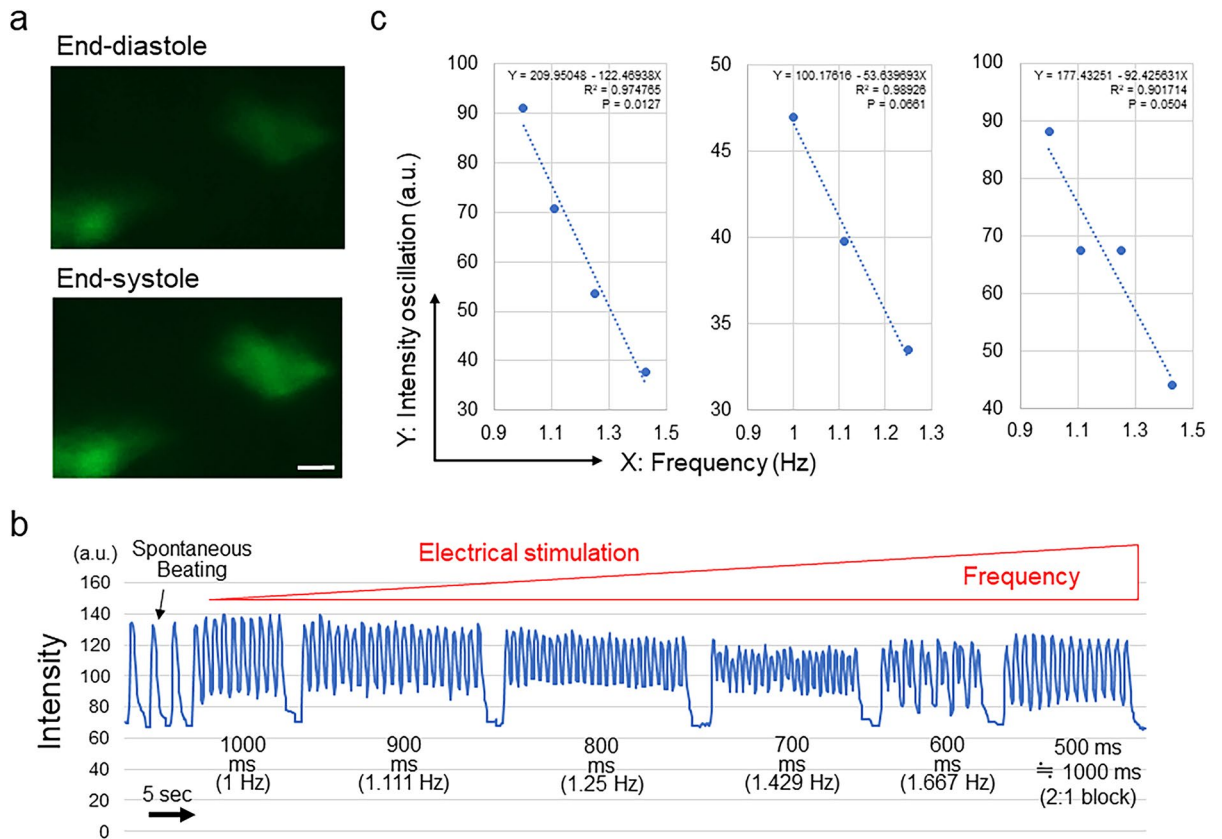 a
End-diastole
End-systole
c
100
90
80
70
60
50
40
30
0.9
1.1
1.3
1.5
Y = 209.95048 - 122.46938X
R² = 0.974765
P = 0.0127
50
45
40
35
30
0.9
1
1.1
1.2
1.3
Y = 100.17616 - 53.639693X
R² = 0.98926
P = 0.0661
100
90
80
70
60
50
40
0.9
1.1
1.3
1.5
Y = 177.43251 - 92.425631X
R² = 0.901714
P = 0.0504
Y: Intensity oscillation (a.u.)
X: Frequency (Hz)
b
(a.u.)
Spontaneous
Beating
Electrical stimulation
Frequency
Intensity
160
140
120
100
80
60
40
20
0
5 sec
1000
ms
(1 Hz)
900
ms
(1.111 Hz)
800
ms
(1.25 Hz)
700
ms
(1.429 Hz)
600
ms
(1.667 Hz)
500 ms
≒ 1000 ms
(2:1 block)